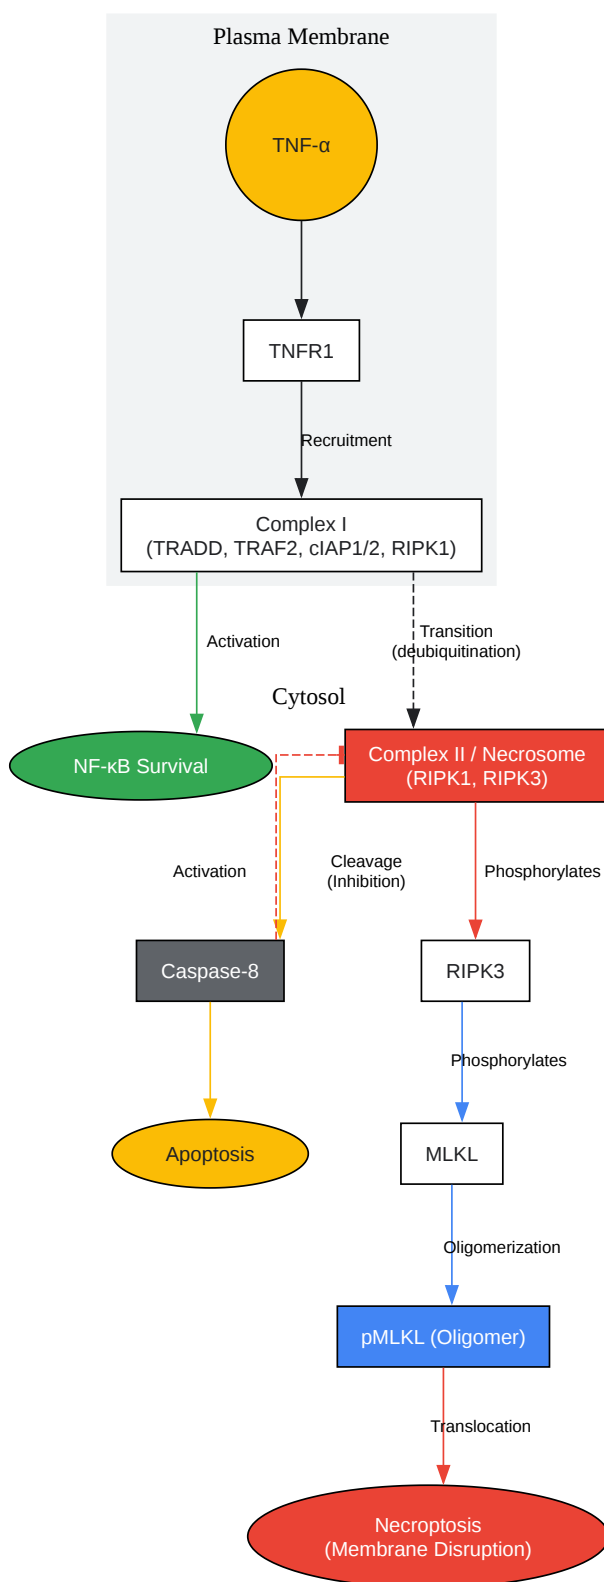 Plasma Membrane
TNF-α
TNFR1
Recruitment
Complex I
(TRADD, TRAF2, cIAP1/2, RIPK1)
Activation
Transition
(deubiquitination)
Cytosol
NF-κB Survival
Complex II / Necrosome
(RIPK1, RIPK3)
Activation
Cleavage
(Inhibition)
Phosphorylates
Caspase-8
RIPK3
Phosphorylates
Apoptosis
MLKL
Oligomerization
pMLKL (Oligomer)
Translocation
Necroptosis
(Membrane Disruption)